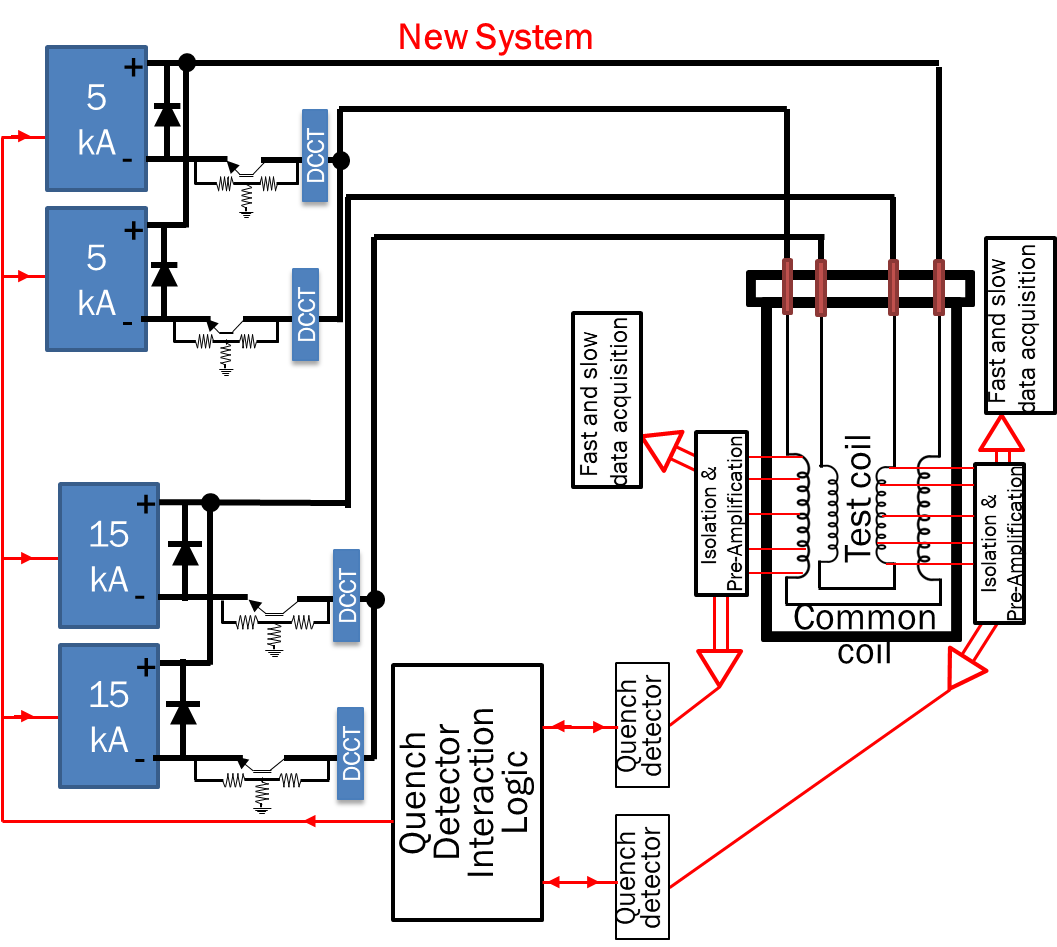 New System
+
5
kA
-
DCCT
+
5
kA
-
DCCT
+
15
kA
-
DCCT
+
15
kA
-
DCCT
Fast and slow
data acquisition
Isolation &
Pre-Amplification
Test coil
Common
coil
Fast and slow
data acquisition
Isolation &
Pre-Amplification
Quench
Detector
Interaction
Logic
Quench
detector
Quench
detector